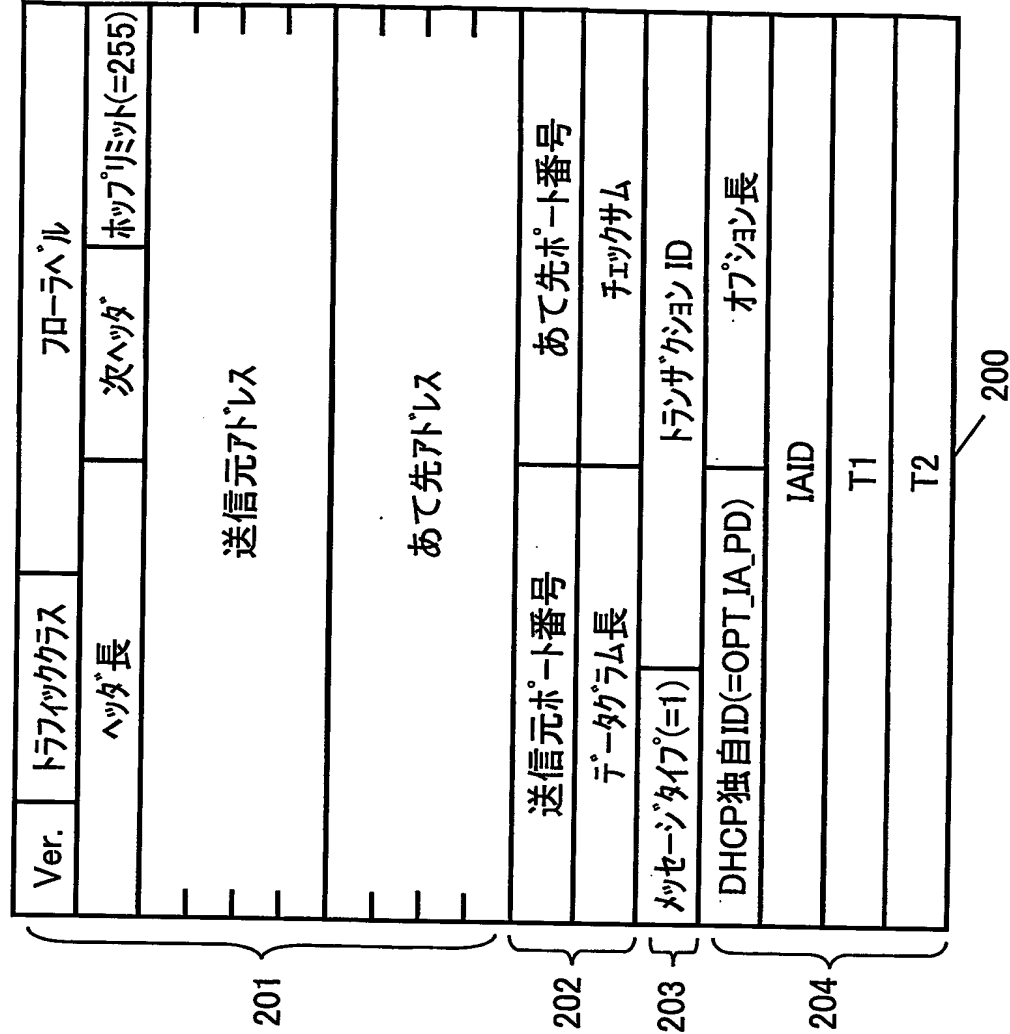 Ver. トラフィッククラス フローラベル
ヘッダ長 次ヘッダ ホップリミット(=255)
201
送信元アドレス
あて先アドレス
202
送信元ポート番号 あて先ポート番号
データグラム長 チェックサム
203
メッセージタイプ(=1) トランザクションID
204
DHCP独自ID(=OPT_IA_PD) オプション長
IAID
T1
T2
200